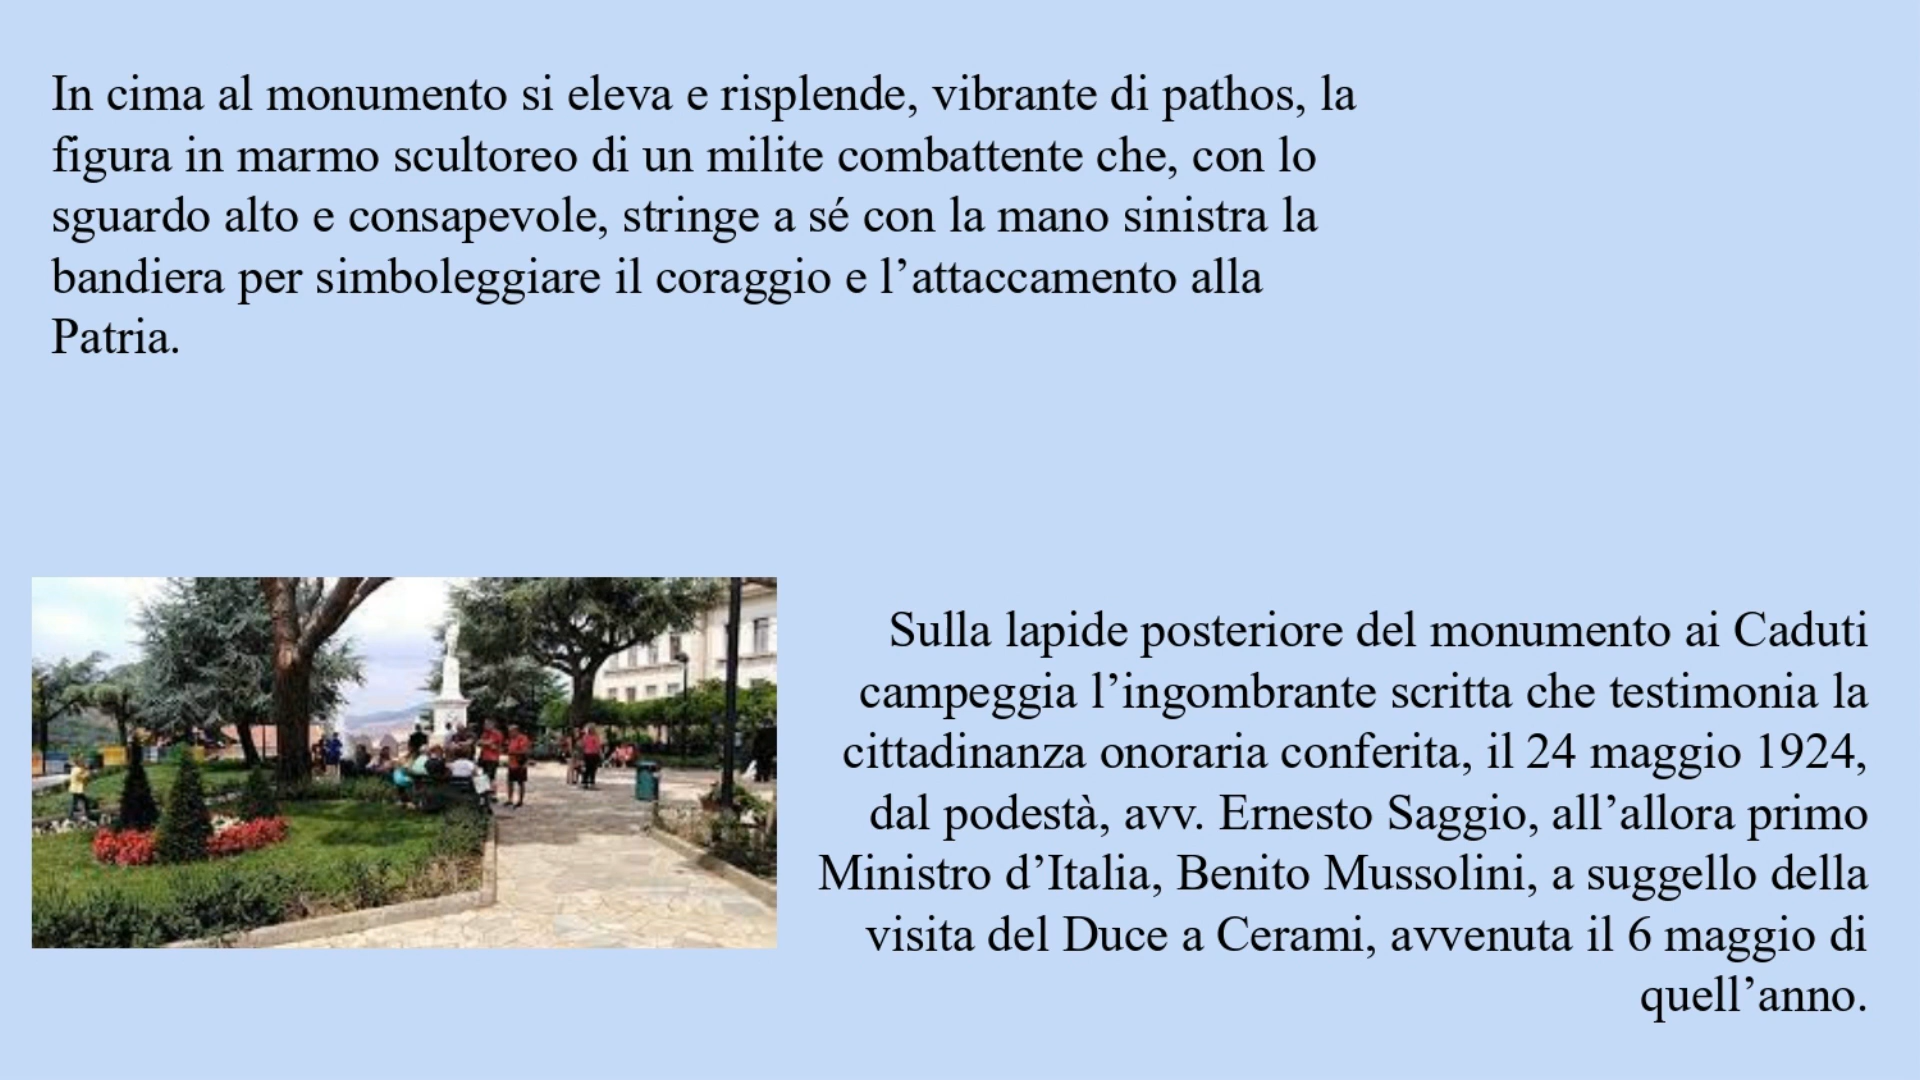 In cima al monumento si eleva e risplende, vibrante di pathos, la
figura in marmo scultoreo di un milite combattente che, con lo
sguardo alto e consapevole, stringe a sé con la mano sinistra la
bandiera per simboleggiare il coraggio e l’attaccamento alla
Patria.
Sulla lapide posteriore del monumento ai Caduti
campeggia l’ingombrante scritta che testimonia la
cittadinanza onoraria conferita, il 24 maggio 1924,
dal podestà, avv. Ernesto Saggio, all’allora primo
Ministro d’Italia, Benito Mussolini, a suggello della
visita del Duce a Cerami, avvenuta il 6 maggio di
quell’anno.